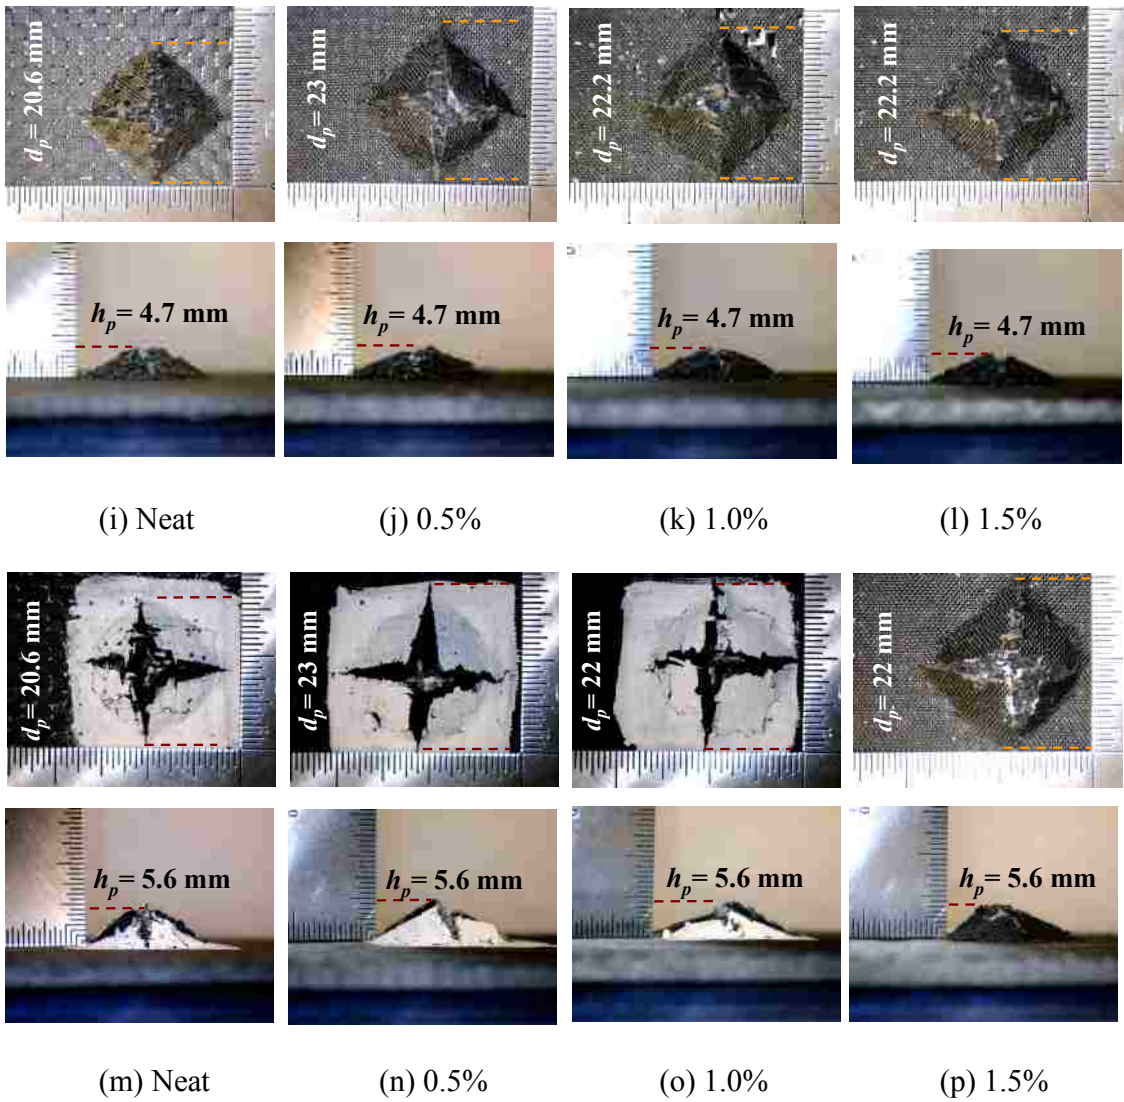 d_p= 20.6 mm
d_p= 23 mm
d_p= 22.2 mm
d_p= 22.2 mm
h_p= 4.7 mm
h_p= 4.7 mm
h_p= 4.7 mm
h_p= 4.7 mm
(i) Neat
(j) 0.5%
(k) 1.0%
(l) 1.5%
d_p= 20.6 mm
d_p= 23 mm
d_p= 22 mm
d_p= 22 mm
h_p= 5.6 mm
h_p= 5.6 mm
h_p= 5.6 mm
h_p= 5.6 mm
(m) Neat
(n) 0.5%
(o) 1.0%
(p) 1.5%